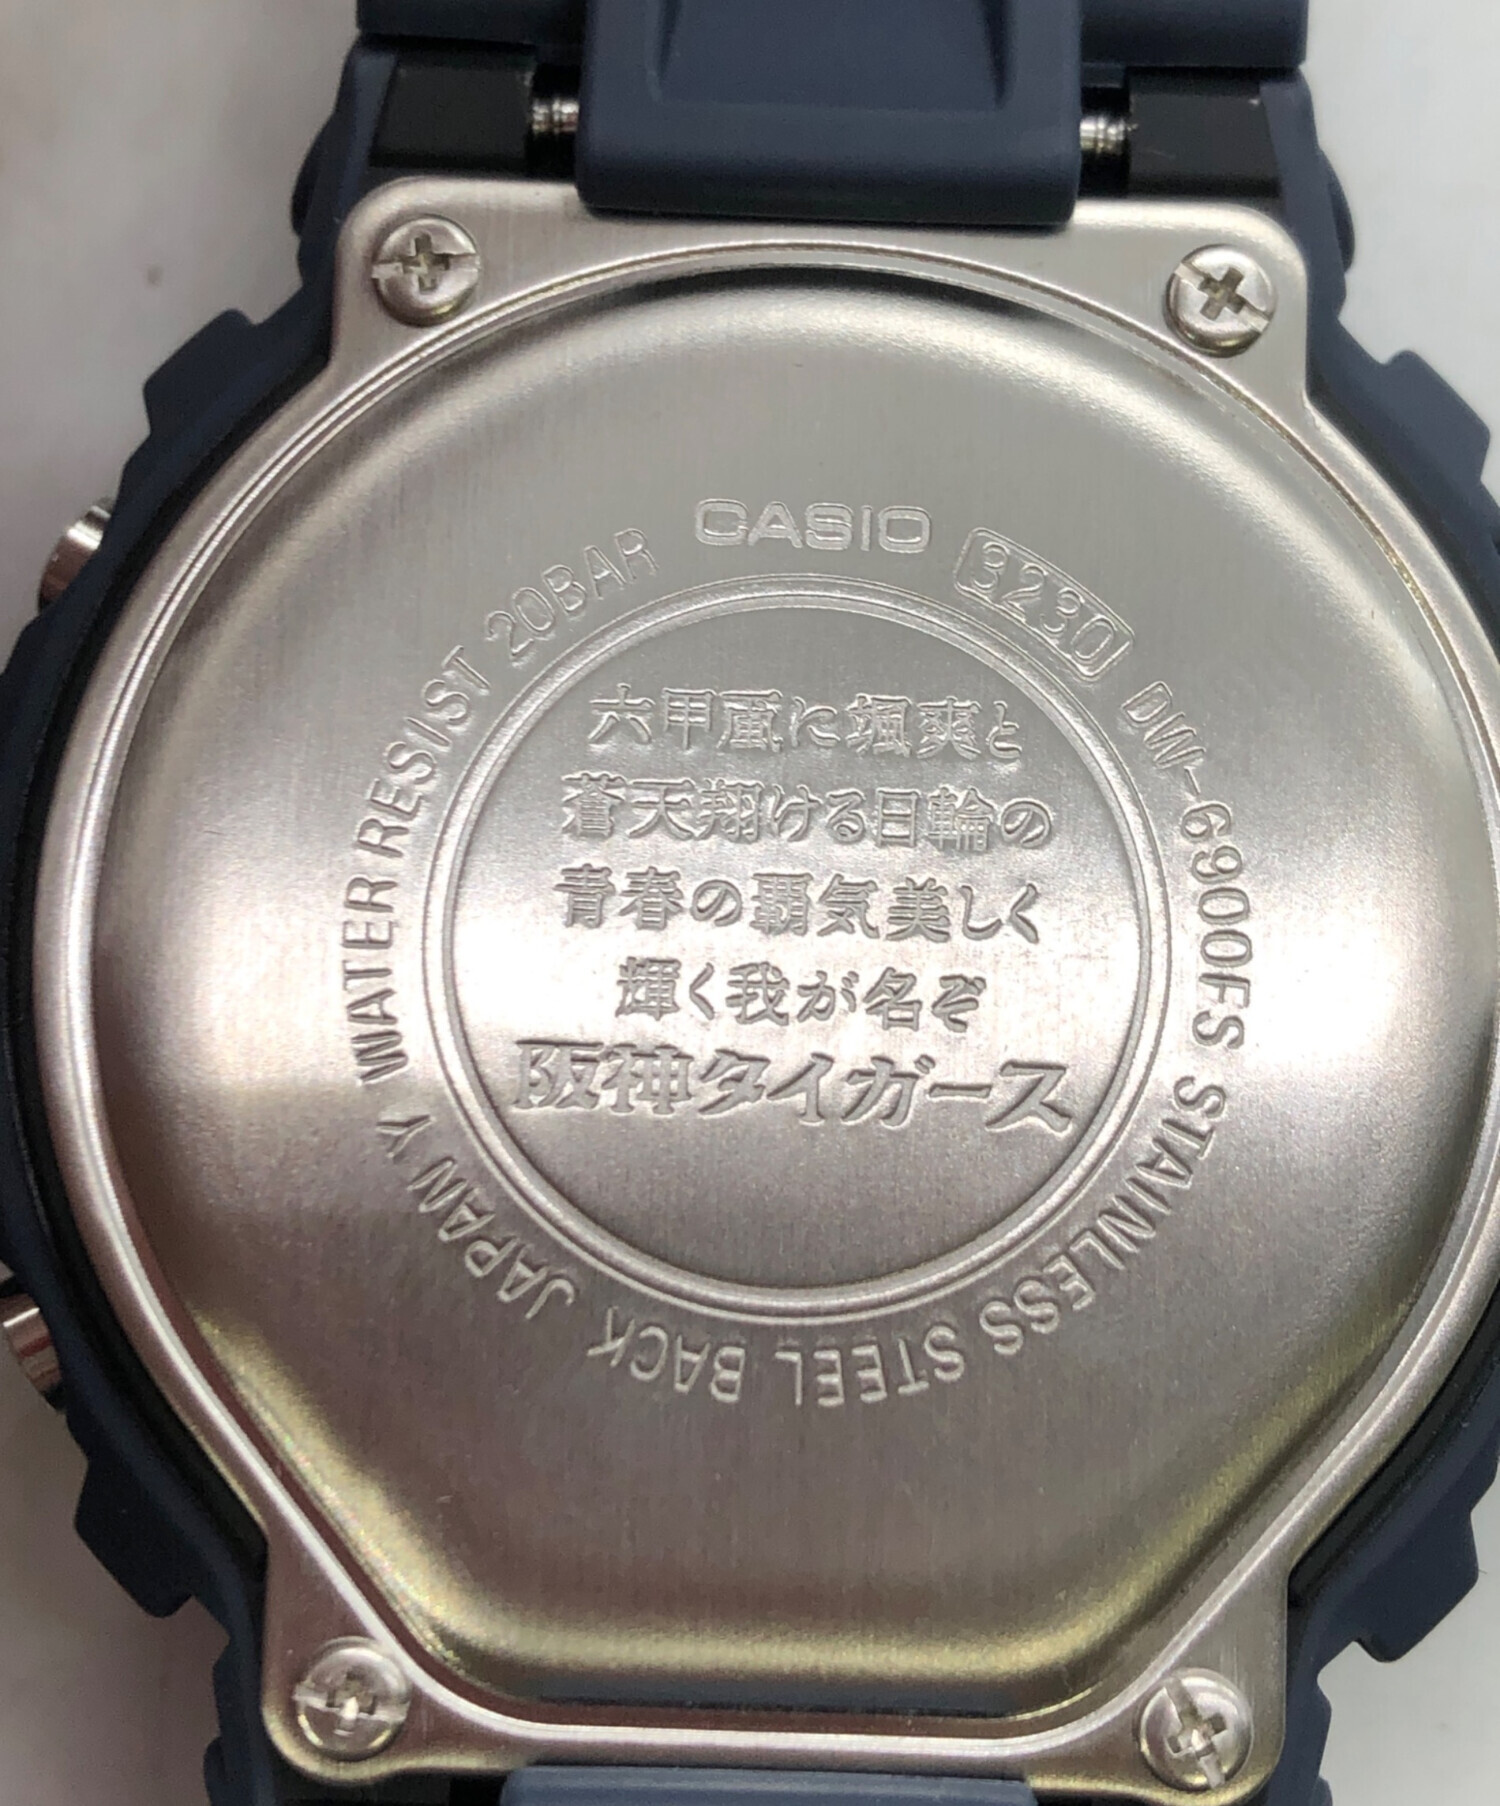 CASIO
3230
DW-6900FS STAINLESS STEEL BACK JAPAN Y WATER RESIST 20BAR
六甲颪に颯爽と
蒼天翔ける日輪の
青春の覇気美しく
輝く我が名ぞ
阪神タイガース